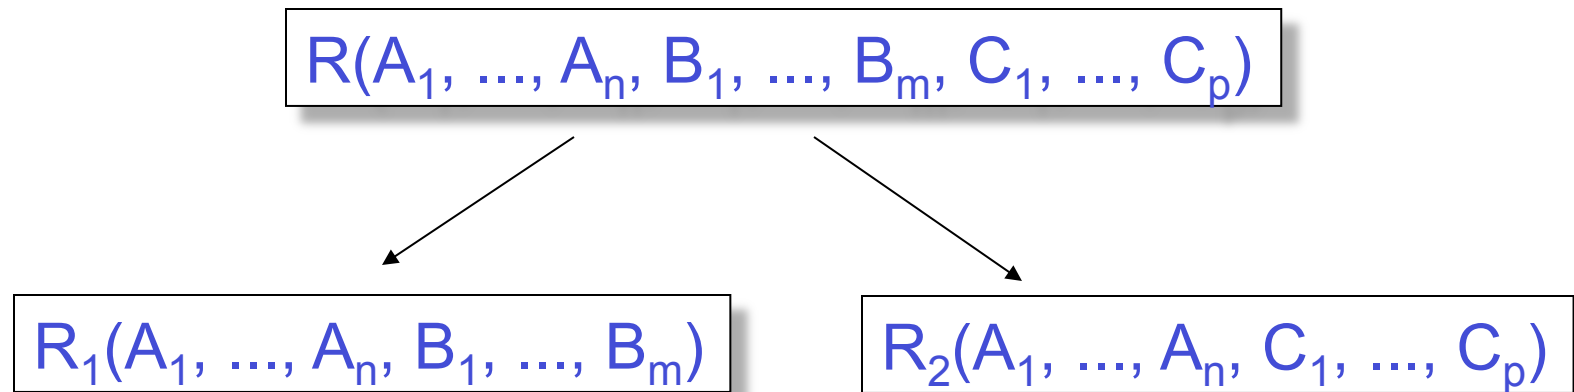 R(A₁, ..., Aₙ, B₁, ..., Bₘ, C₁, ..., Cₚ)
R₁(A₁, ..., Aₙ, B₁, ..., Bₘ)
R₂(A₁, ..., Aₙ, C₁, ..., Cₚ)